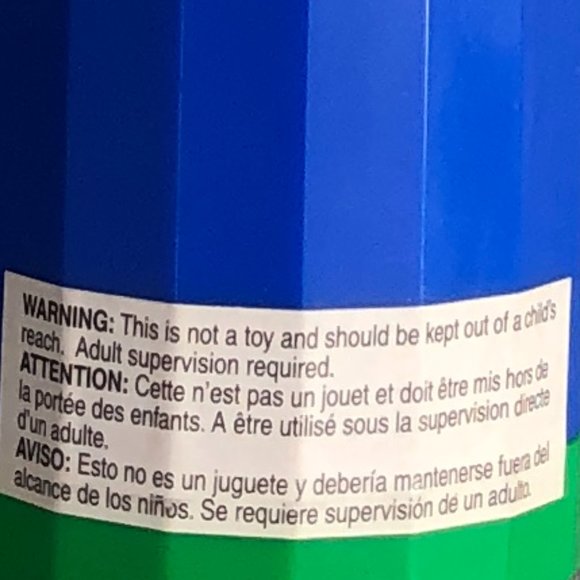 WARNING: This is not a toy and should be kept out of a child's
reach. Adult supervision required.
ATTENTION: Cette n'est pas un jouet et doit être mis hors de
la portée des enfants. A être utilisé sous la supervision directe
d'un adulte.
AVISO: Esto no es un juguete y debería mantenerse fuera del
alcance de los niños. Se requiere supervisión de un adulto.